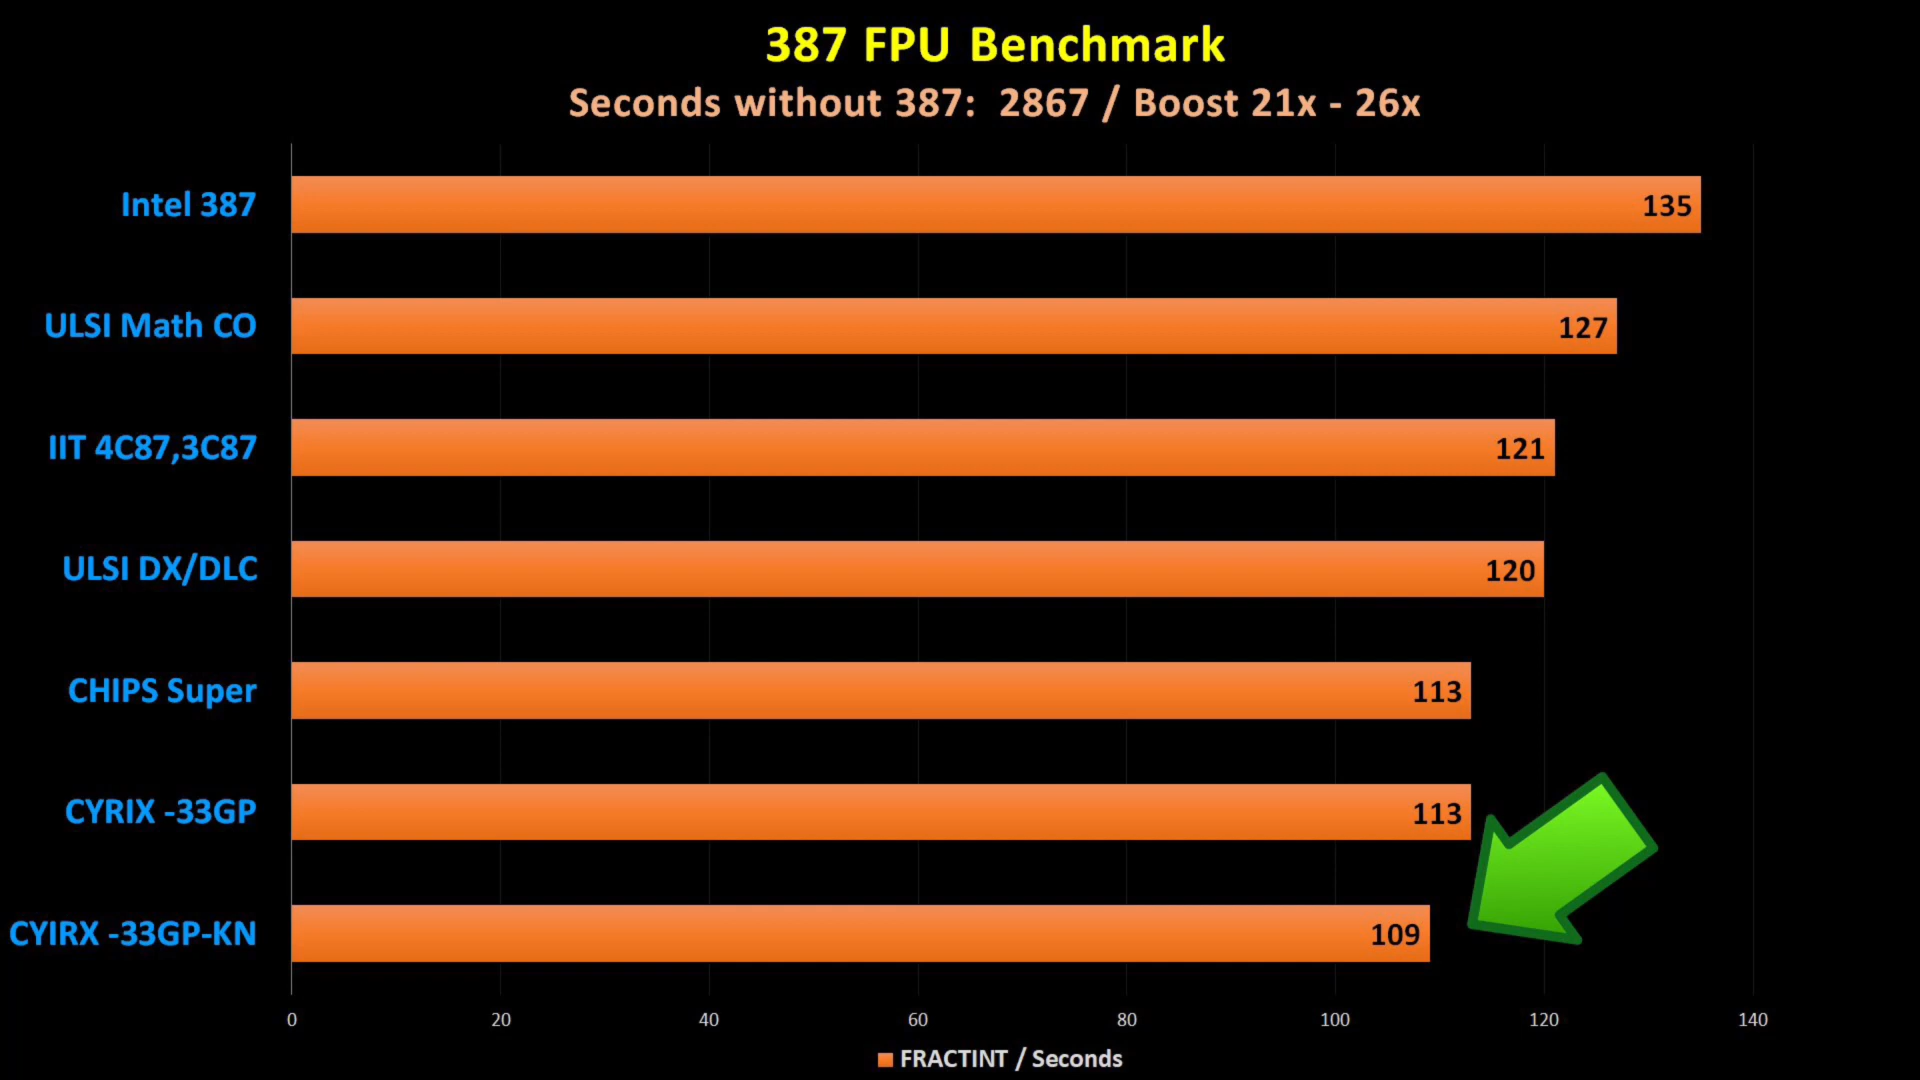 387 FPU Benchmark
Seconds without 387: 2867 / Boost 21x - 26x
Intel 387 135
ULSI Math CO 127
IIT 4C87,3C87 121
ULSI DX/DLC 120
CHIPS Super 113
CYRIX -33GP 113
CYIRX -33GP-KN 109
0 20 40 60 80 100 120 140
FRACTINT / Seconds